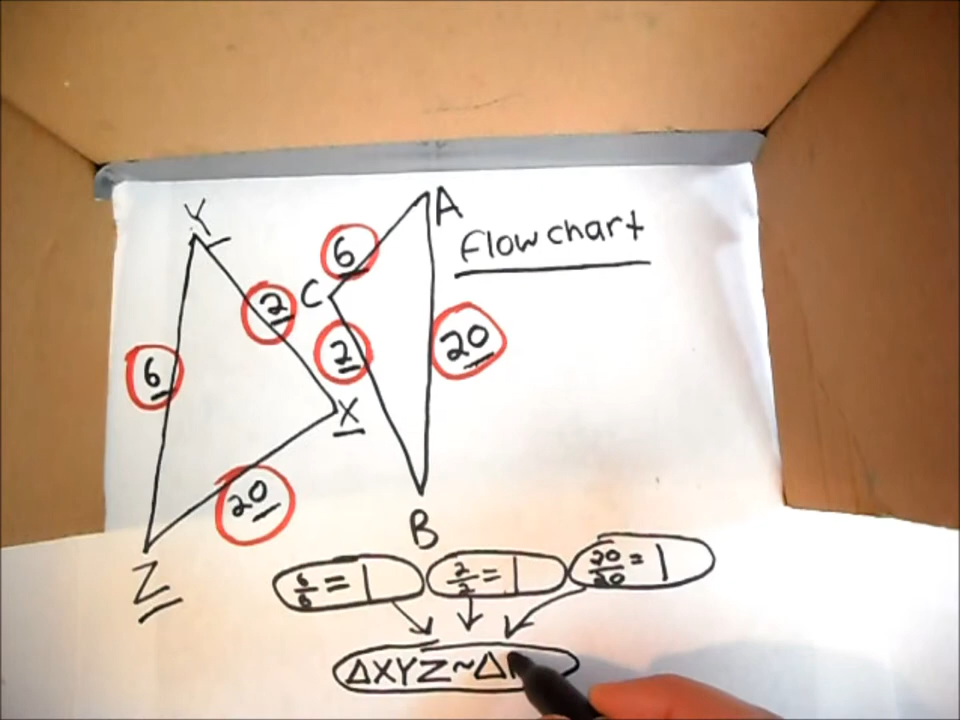 Y
A
flow chart
6
C
2
2
20
6
X
20
B
Z
6/6 = 1
2/2 = 1
20/20 = 1
ΔXYZ~Δ